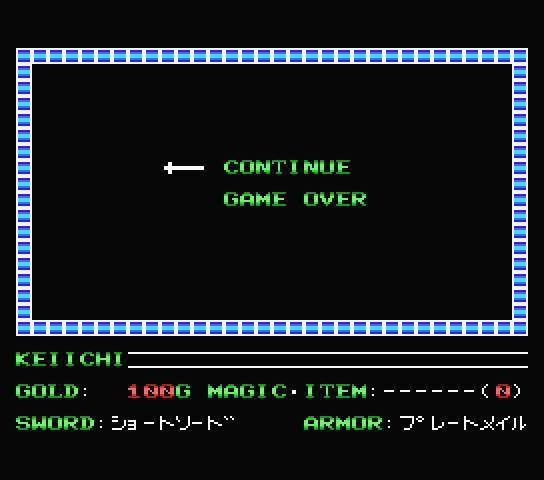 CONTINUE
GAME OVER
KEIICHI
GOLD: 100G MAGIC・ITEM:------(0)
SWORD:ショートソード ARMOR:プレートメイル